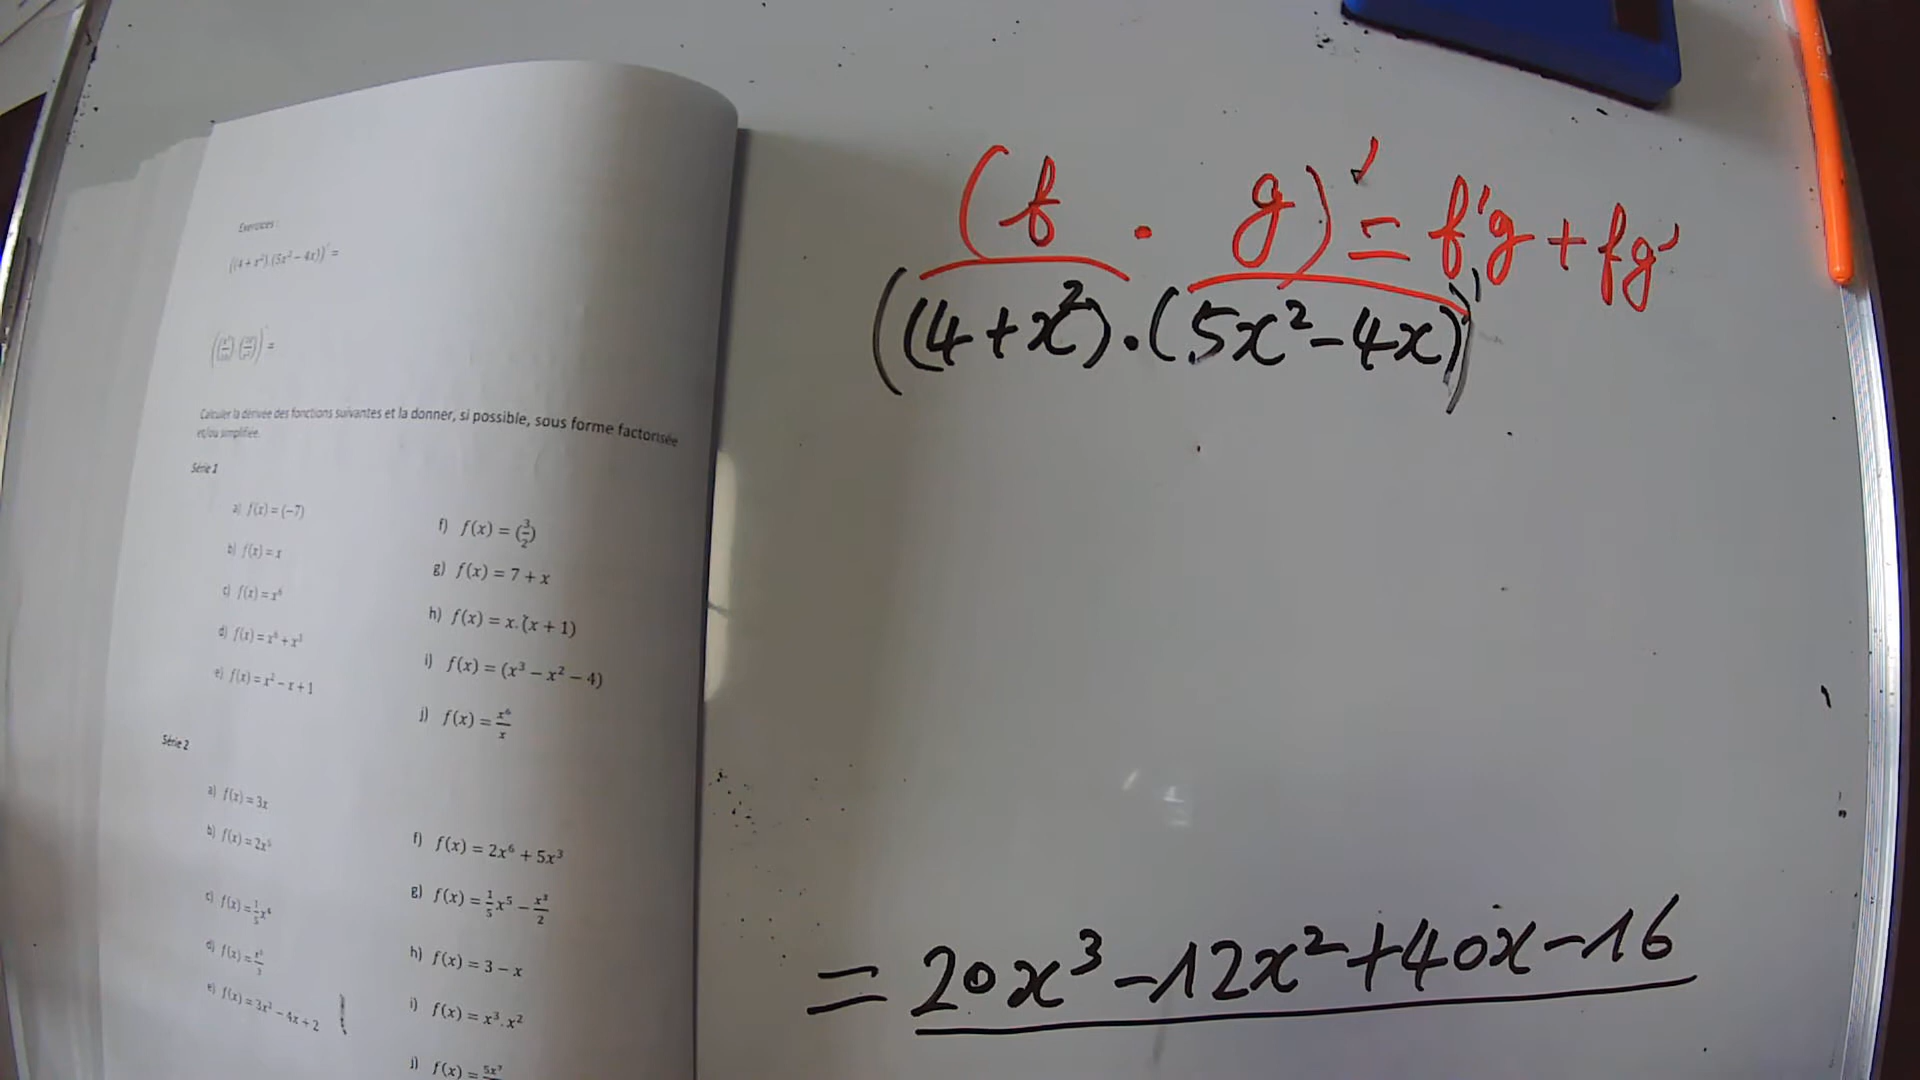 Exercices :
((4 + x²).(5x² − 4x))' =
Calculer la dérivée des fonctions suivantes et la donner, si possible, sous forme factorisée
et/ou simplifiée.
Série 1
a) f(x) = (−7)
b) f(x) = x
c) f(x) = x⁶
d) f(x) = x⁶ + x³
e) f(x) = x² − x + 1
f) f(x) = (3/2)
g) f(x) = 7 + x
h) f(x) = x.(x + 1)
i) f(x) = (x³ − x² − 4)
j) f(x) = x⁶/x
Série 2
a) f(x) = 3x
b) f(x) = 2x⁵
c) f(x) = 1/5 x⁶
d) f(x) =
e) f(x) = 3x² − 4x + 2
f) f(x) = 2x⁶ + 5x³
g) f(x) = 1/5 x⁵ − x³/2
h) f(x) = 3 − x
i) f(x) = x³.x²
j) f(x) = 5x⁷
(f . g)' = f'g + fg'
((4 + x²).(5x² − 4x))'
= 20x³ − 12x² + 40x − 16